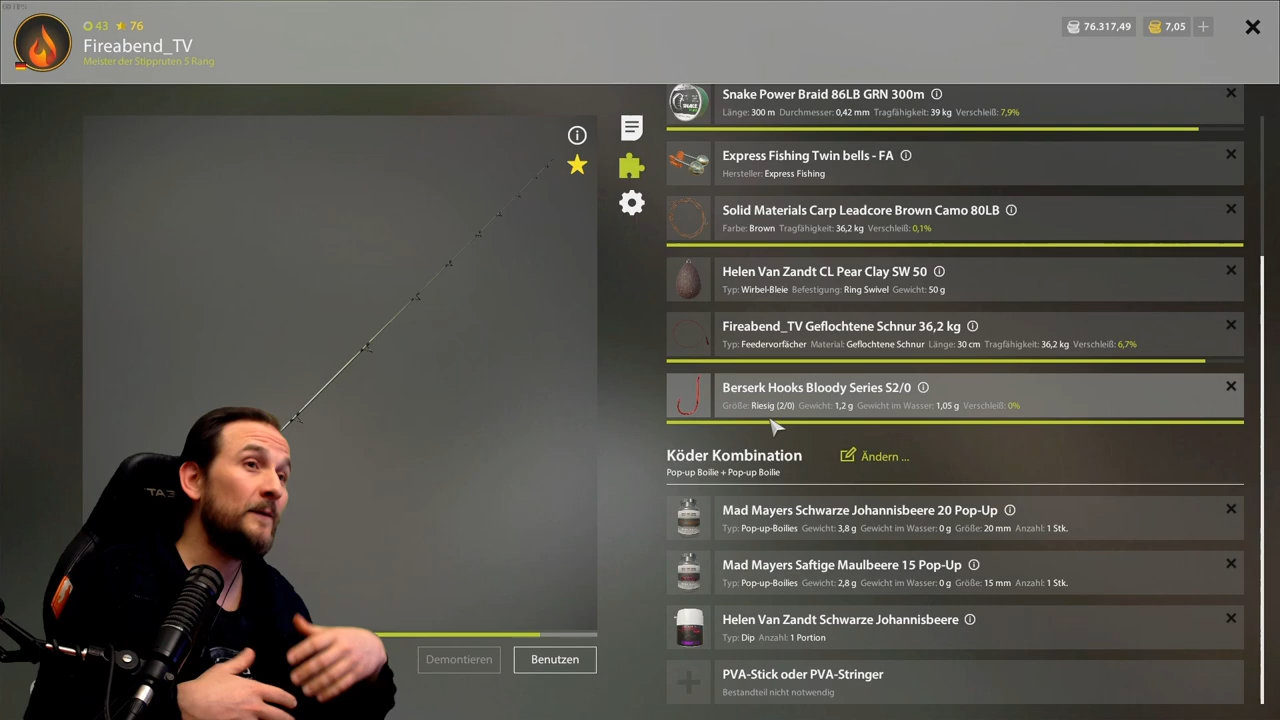 43 76
Fireabend_TV
Meister der Stippruten 5 Rang
76.317,49
7,05
Snake Power Braid 86LB GRN 300m
Länge: 300 m Durchmesser: 0,42 mm Tragfähigkeit: 39 kg Verschleiß: 7,9%
Express Fishing Twin bells - FA
Hersteller: Express Fishing
Solid Materials Carp Leadcore Brown Camo 80LB
Farbe: Brown Tragfähigkeit: 36,2 kg Verschleiß: 0,1%
Helen Van Zandt CL Pear Clay SW 50
Typ: Wirbel-Bleie Befestigung: Ring Swivel Gewicht: 50 g
Fireabend_TV Geflochtene Schnur 36,2 kg
Typ: Feedervorfächer Material: Geflochtene Schnur Länge: 30 cm Tragfähigkeit: 36,2 kg Verschleiß: 6,7%
Berserk Hooks Bloody Series S2/0
Größe: Riesig (2/0) Gewicht: 1,2 g Gewicht im Wasser: 1,05 g Verschleiß: 0%
Köder Kombination
Ändern ...
Pop-up Boilie + Pop-up Boilie
Mad Mayers Schwarze Johannisbeere 20 Pop-Up
Typ: Pop-up-Boilies Gewicht: 3,8 g Gewicht im Wasser: 0 g Größe: 20 mm Anzahl: 1 Stk.
Mad Mayers Saftige Maulbeere 15 Pop-Up
Typ: Pop-up-Boilies Gewicht: 2,8 g Gewicht im Wasser: 0 g Größe: 15 mm Anzahl: 1 Stk.
Helen Van Zandt Schwarze Johannisbeere
Typ: Dip Anzahl: 1 Portion
PVA-Stick oder PVA-Stringer
Bestandteil nicht notwendig
Demontieren
Benutzen